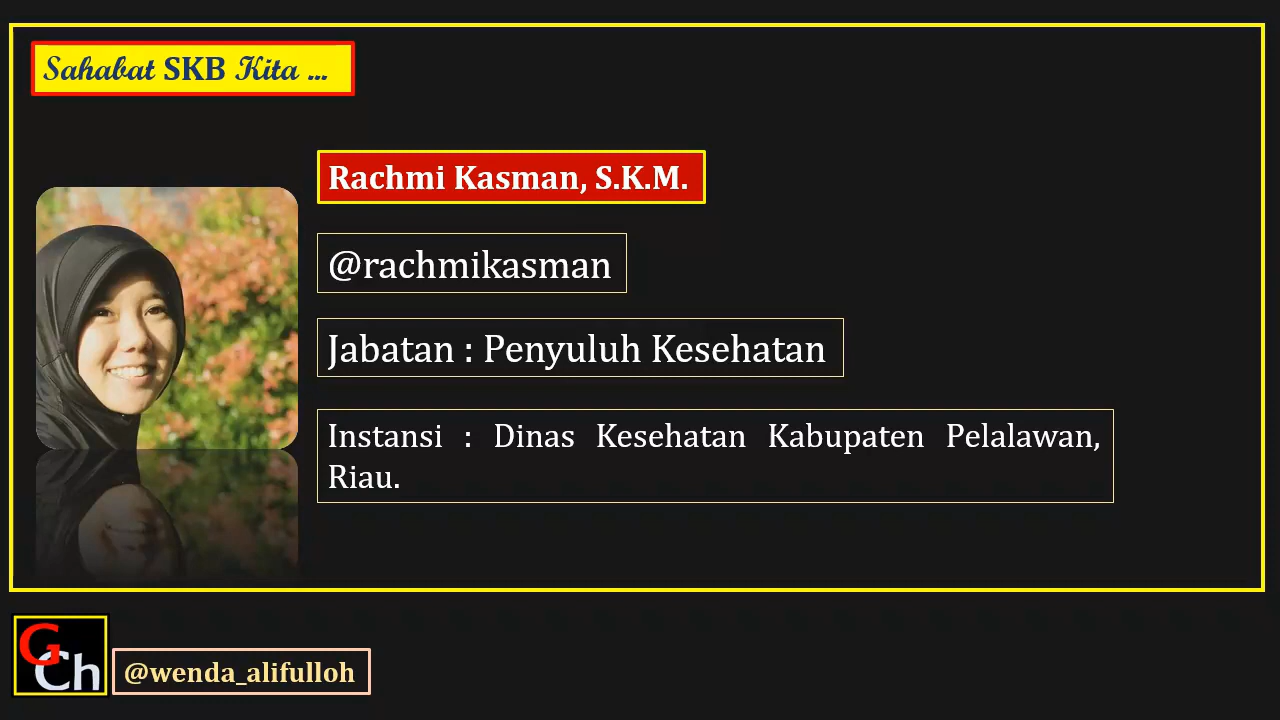 Sahabat SKB Kita ...
Rachmi Kasman, S.K.M.
@rachmikasman
Jabatan : Penyuluh Kesehatan
Instansi : Dinas Kesehatan Kabupaten Pelalawan,
Riau.
GCh
@wenda_alifulloh